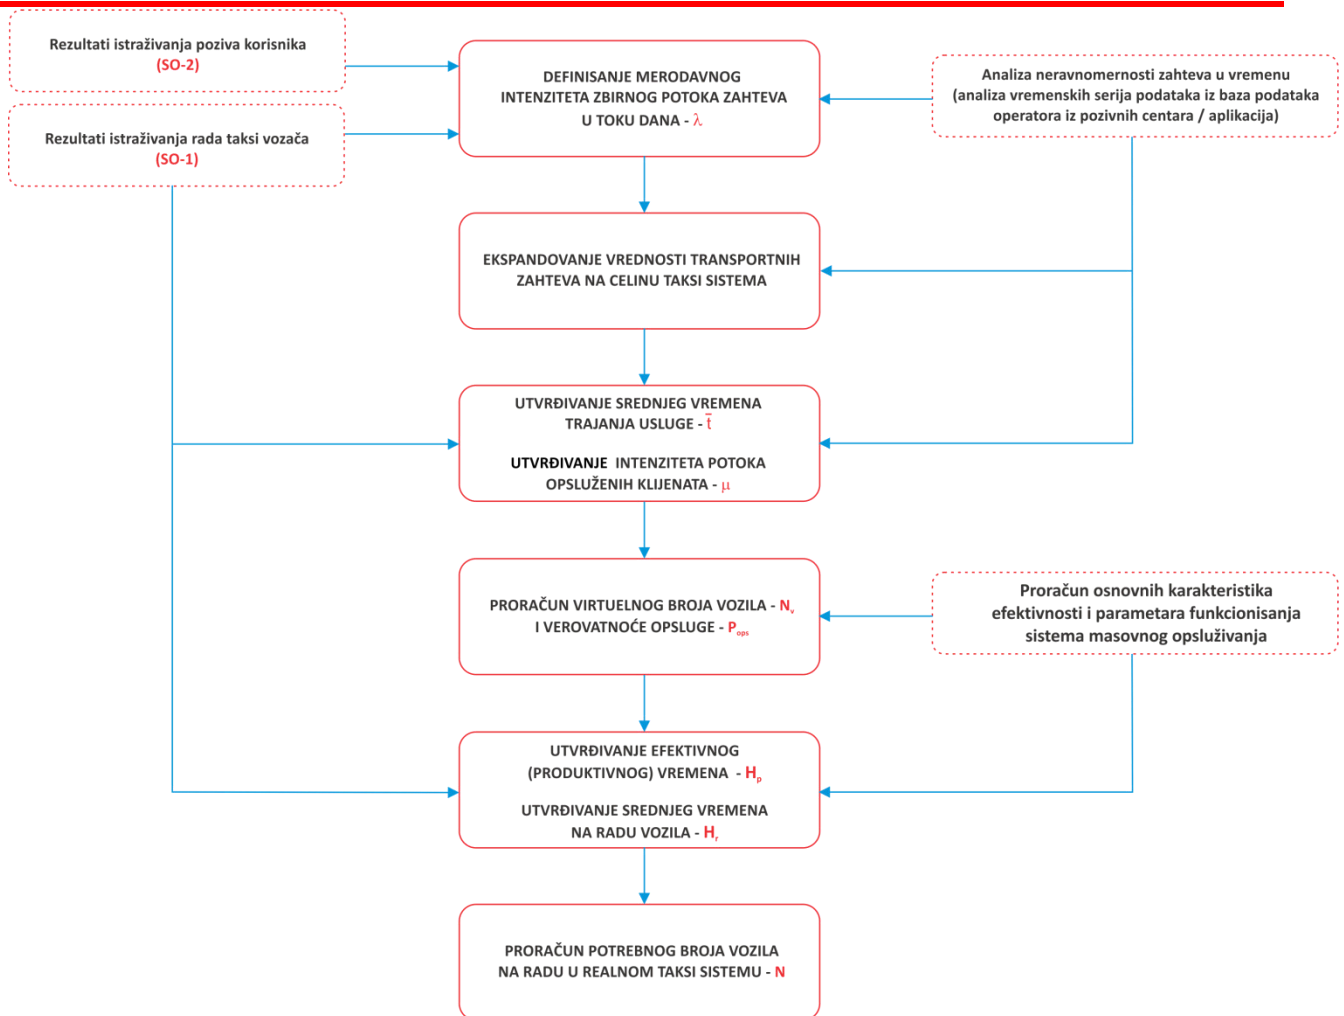 Rezultati istraživanja poziva korisnika
(SO-2)
Rezultati istraživanja rada taksi vozača
(SO-1)
DEFINISANJE MERODAVNOG
INTENZITETA ZBIRNOG POTOKA ZAHTEVA
U TOKU DANA - λ
Analiza neravnomernosti zahteva u vremenu
(analiza vremenskih serija podataka iz baza podataka
operatora iz pozivnih centara / aplikacija)
EKSPANDOVANJE VREDNOSTI TRANSPORTNIH
ZAHTEVA NA CELINU TAKSI SISTEMA
UTVRĐIVANJE SREDNJEG VREMENA
TRAJANJA USLUGE - t̄
UTVRĐIVANJE INTENZITETA POTOKA
OPSLUŽENIH KLIJENATA - μ
PRORAČUN VIRTUELNOG BROJA VOZILA - Nᵥ
I VEROVATNOĆE OPSLUGE - Pₒₚₛ
Proračun osnovnih karakteristika
efektivnosti i parametara funkcionisanja
sistema masovnog opsluživanja
UTVRĐIVANJE EFEKTIVNOG
(PRODUKTIVNOG) VREMENA - Hₚ
UTVRĐIVANJE SREDNJEG VREMENA
NA RADU VOZILA - Hᵣ
PRORAČUN POTREBNOG BROJA VOZILA
NA RADU U REALNOM TAKSI SISTEMU - N